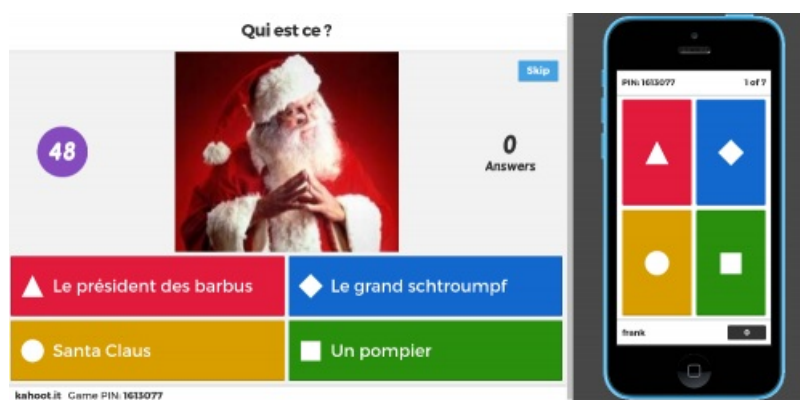 Qui est ce ?
Skip
48
0
Answers
Le président des barbus
Le grand schtroumpf
Santa Claus
Un pompier
kahoot.it Game PIN: 1613077
PIN: 1613077
1 of 7
frank
0